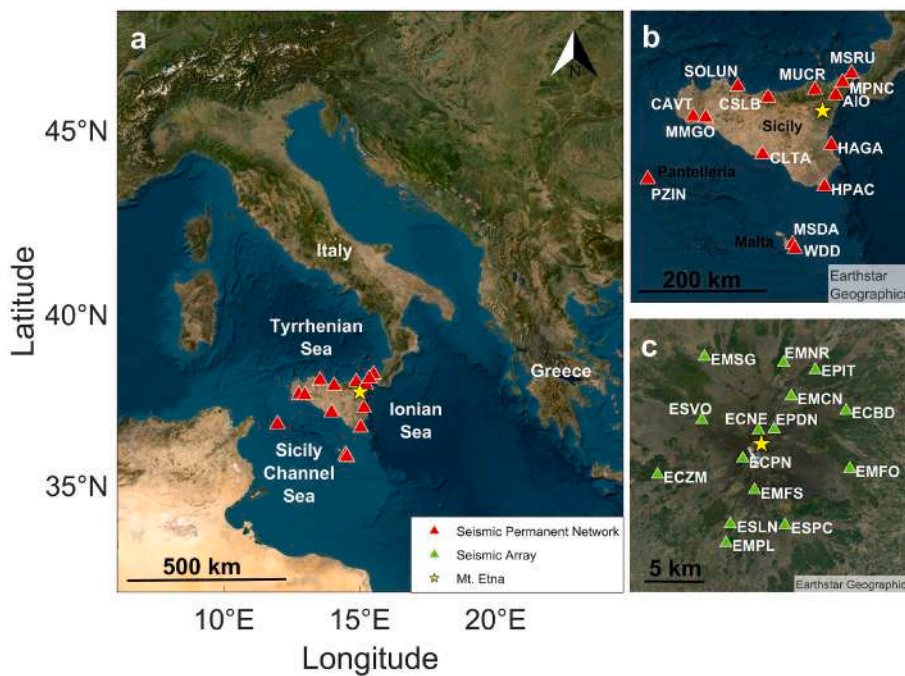 a
N
45°N
40°N
35°N
Latitude
Italy
Tyrrhenian
Sea
Greece
Ionian
Sea
Sicily
Channel
Sea
500 km
Seismic Permanent Network
Seismic Array
Mt. Etna
10°E
15°E
20°E
Longitude
b
MSRU
SOLUN
MUCR
MPNC
CAVT
CSLB
AIO
MMGO
Sicily
HAGA
CLTA
Pantelleria
HPAC
PZIN
MSDA
Malta
WDD
200 km
Earthstar
Geographics
c
EMSG
EMNR
EPIT
EMCN
ESVO
ECNE
EPDN
ECBD
ECPN
ECZM
EMFO
EMFS
ESLN
ESPC
EMPL
5 km
Earthstar Geographic